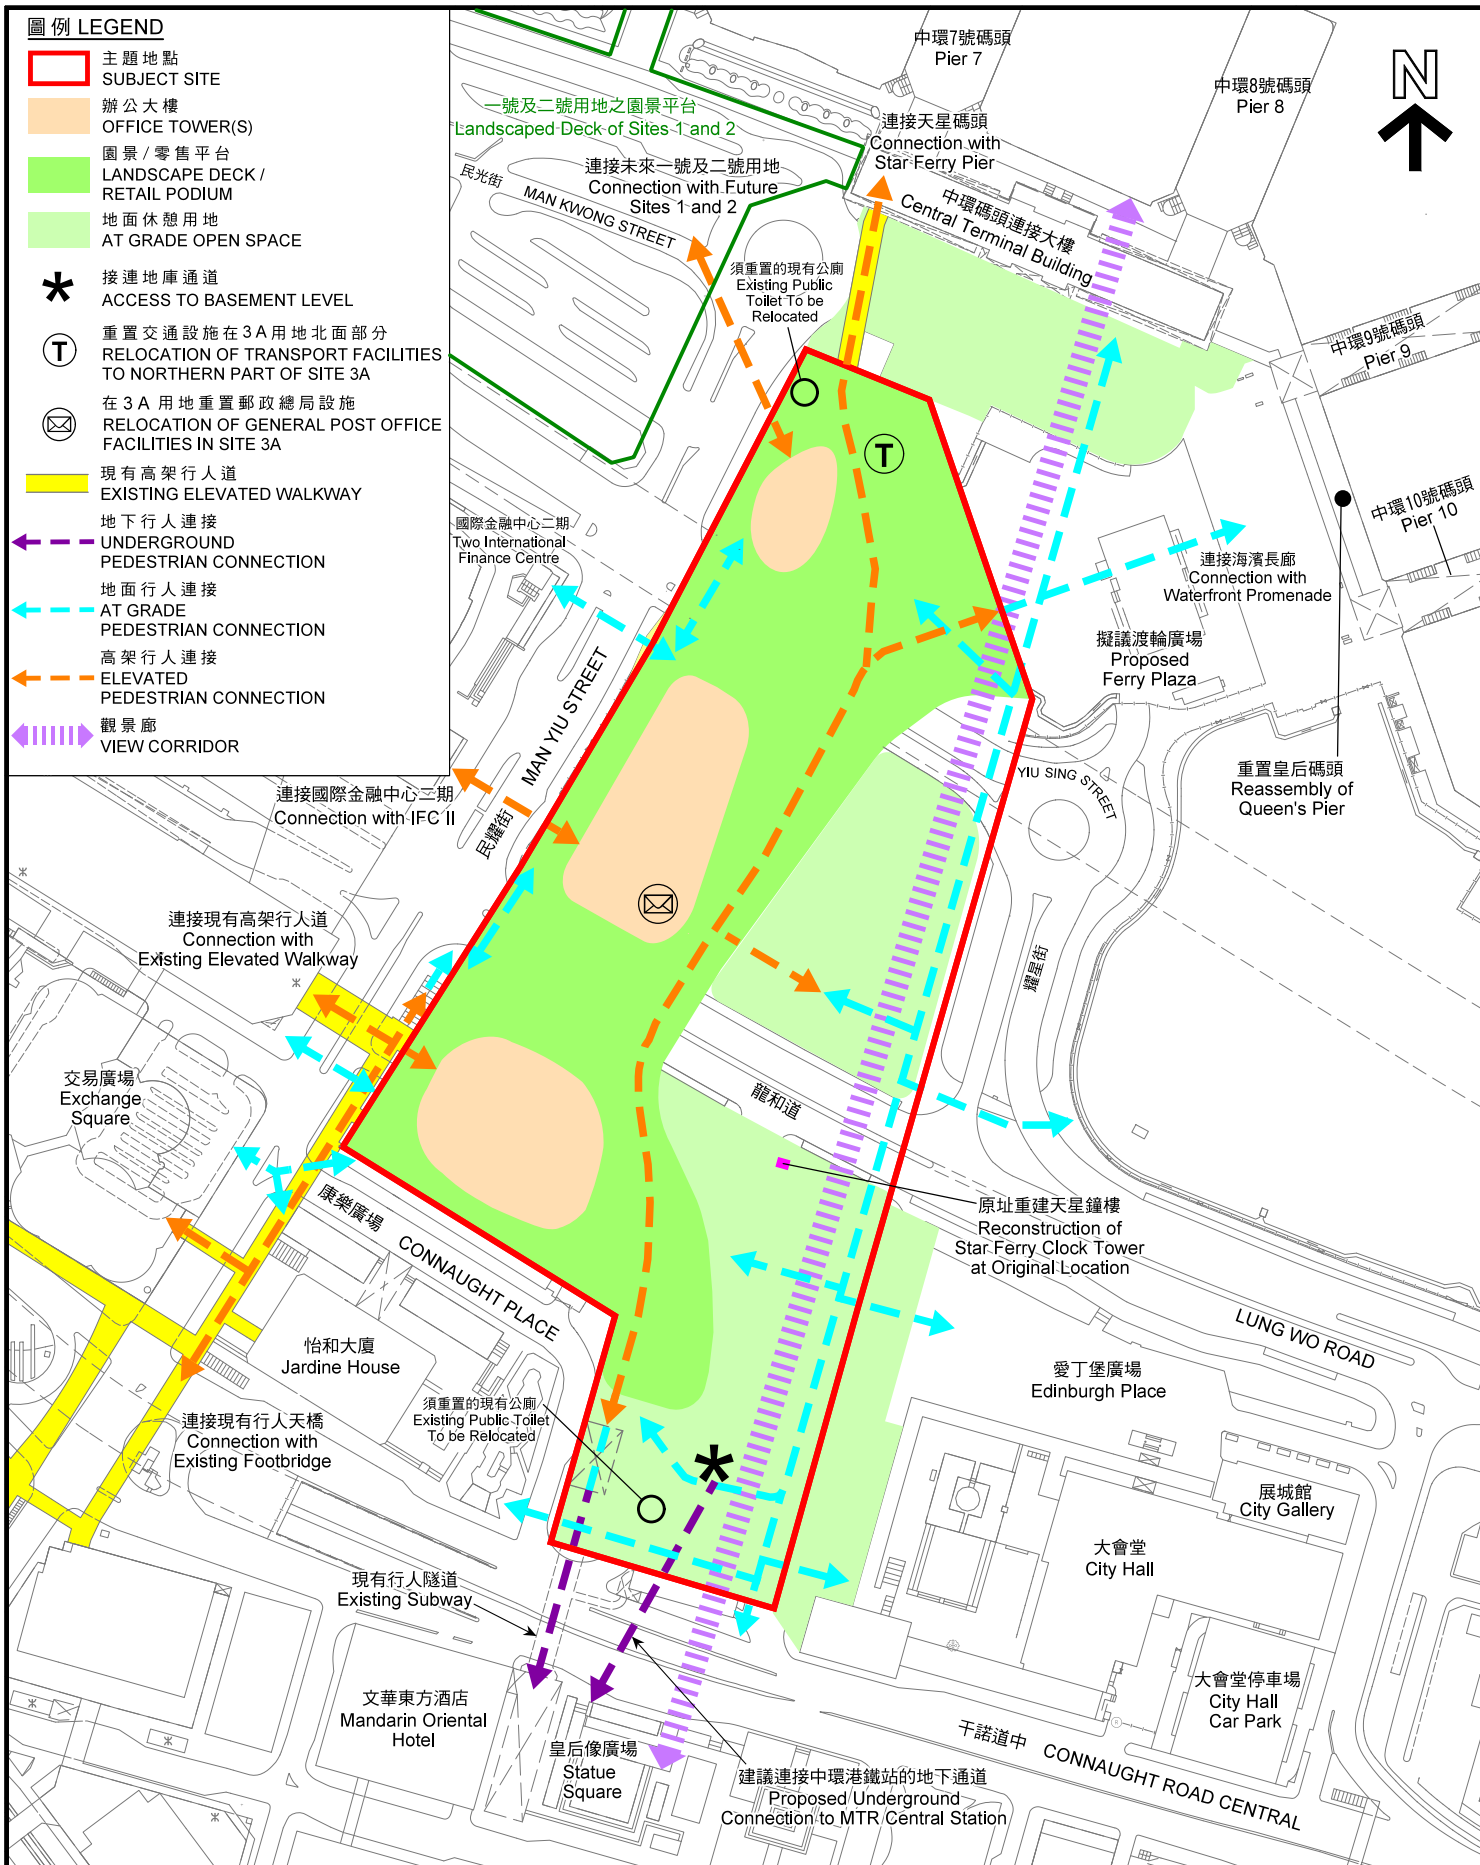 圖例 LEGEND
主題地點
SUBJECT SITE
辦公大樓
OFFICE TOWER(S)
園景/零售平台
LANDSCAPE DECK /
RETAIL PODIUM
地面休憩用地
AT GRADE OPEN SPACE
接連地庫通道
ACCESS TO BASEMENT LEVEL
T
重置交通設施在3A用地北面部分
RELOCATION OF TRANSPORT FACILITIES
TO NORTHERN PART OF SITE 3A
在3A 用地重置郵政總局設施
RELOCATION OF GENERAL POST OFFICE
FACILITIES IN SITE 3A
現有高架行人道
EXISTING ELEVATED WALKWAY
地下行人連接
UNDERGROUND
PEDESTRIAN CONNECTION
地面行人連接
AT GRADE
PEDESTRIAN CONNECTION
高架行人連接
ELEVATED
PEDESTRIAN CONNECTION
觀景廊
VIEW CORRIDOR
中環7號碼頭
Pier 7
中環8號碼頭
Pier 8
N
一號及二號用地之園景平台
Landscaped Deck of Sites 1 and 2
連接天星碼頭
Connection with
Star Ferry Pier
連接未來一號及二號用地
Connection with Future
Sites 1 and 2
民光街
MAN KWONG STREET
中環碼頭連接大樓
Central Terminal
Building
須重置的現有公廁
Existing Public
Toilet To be
Relocated
中環9號碼頭
Pier 9
T
中環10號碼頭
Pier 10
國際金融中心二期
Two International
Finance Centre
連接海濱長廊
Connection with
Waterfront Promenade
擬議渡輪廣場
Proposed
Ferry Plaza
MAN YIU STREET
民耀街
YIU SING STREET
重置皇后碼頭
Reassembly of
Queen's Pier
連接國際金融中心二期
Connection with IFC II
連接現有高架行人道
Connection with
Existing Elevated Walkway
耀星街
交易廣場
Exchange
Square
龍和道
康樂廣場
CONNAUGHT PLACE
原址重建天星鐘樓
Reconstruction of
Star Ferry Clock Tower
at Original Location
LUNG WO ROAD
怡和大廈
Jardine House
愛丁堡廣場
Edinburgh Place
須重置的現有公廁
Existing Public Toilet
To be Relocated
連接現有行人天橋
Connection with
Existing Footbridge
展城館
City Gallery
大會堂
City Hall
現有行人隧道
Existing Subway
文華東方酒店
Mandarin Oriental
Hotel
大會堂停車場
City Hall
Car Park
皇后像廣場
Statue
Square
干諾道中 CONNAUGHT ROAD CENTRAL
建議連接中環港鐵站的地下通道
Proposed Underground
Connection to MTR Central Station